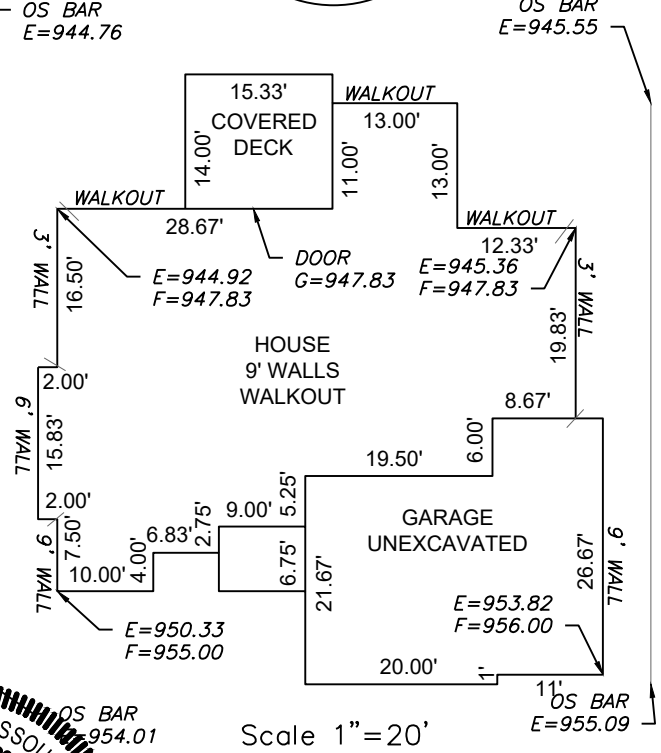 OS BAR
E=944.76
OS BAR
E=945.55
15.33'
COVERED
DECK
14.00'
WALKOUT
13.00'
11.00'
13.00'
WALKOUT
28.67'
WALKOUT
12.33'
3' WALL
16.50'
E=944.92
F=947.83
DOOR
G=947.83
E=945.36
F=947.83
3' WALL
19.83'
HOUSE
9' WALLS
WALKOUT
2.00'
6' WALL
15.83'
8.67'
6.00'
19.50'
2.00'
9' WALL
7.50'
10.00'
4.00'
6.83'
2.75'
9.00'
5.25'
6.75'
21.67'
GARAGE
UNEXCAVATED
26.67'
9' WALL
E=953.82
F=956.00
E=950.33
F=955.00
20.00'
1'
11'
OS BAR
E=955.09
OS BAR
=954.01
SSOU
Scale 1"=20'